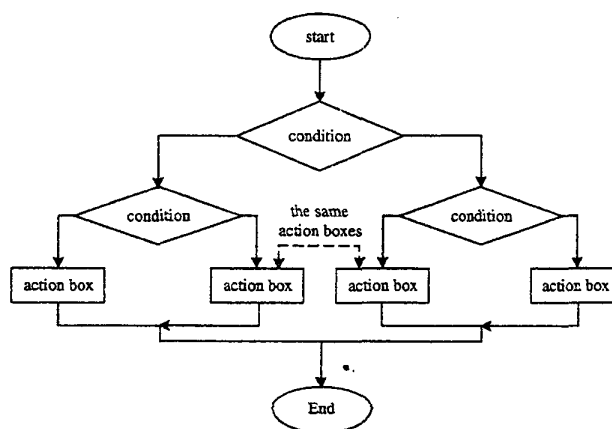 start
condition
condition
the same
action boxes
condition
action box
action box
action box
action box
End